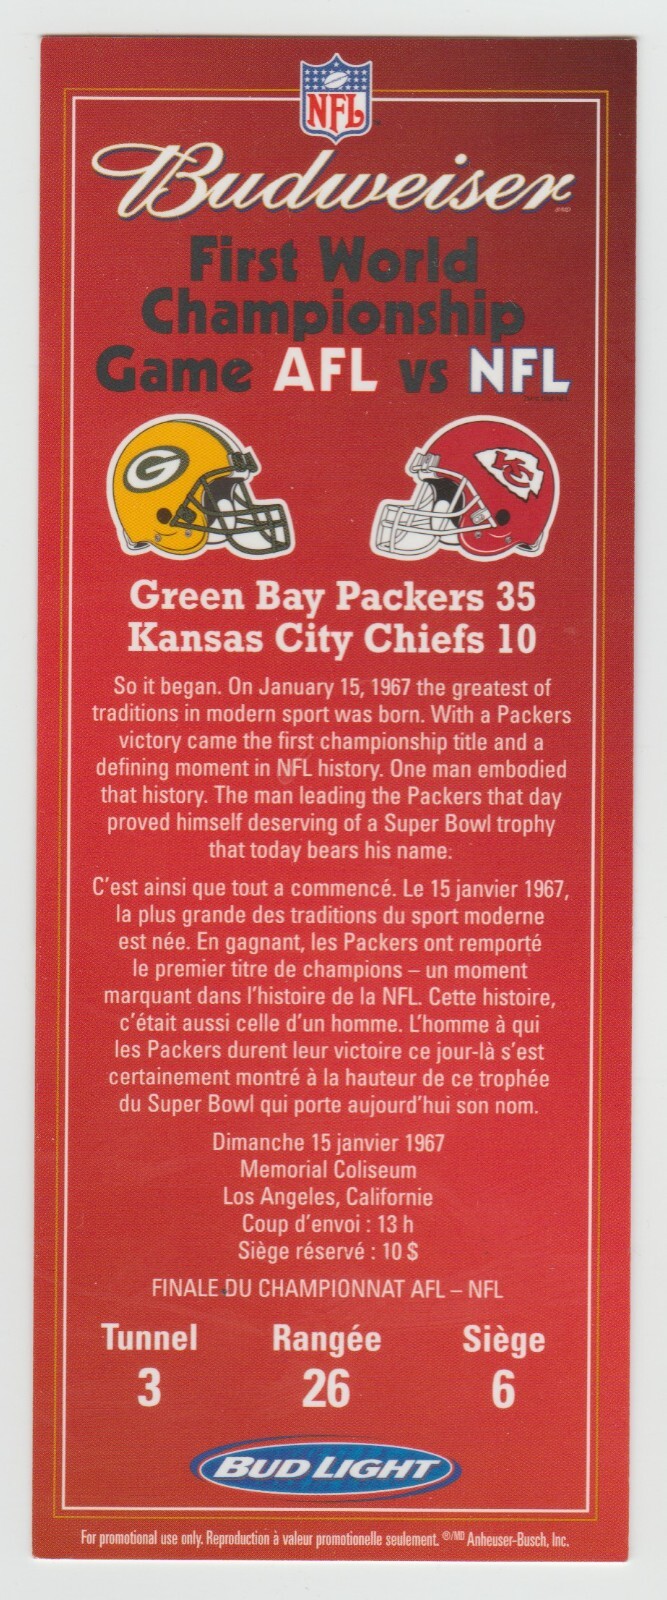 NFL
Budweiser
First World
Championship
Game AFL vs NFL
G
KC
Green Bay Packers 35
Kansas City Chiefs 10
So it began. On January 15, 1967 the greatest of
traditions in modern sport was born. With a Packers
victory came the first championship title and a
defining moment in NFL history. One man embodied
that history. The man leading the Packers that day
proved himself deserving of a Super Bowl trophy
that today bears his name:
C'est ainsi que tout a commencé. Le 15 janvier 1967,
la plus grande des traditions du sport moderne
est née. En gagnant, les Packers ont remporté
le premier titre de champions – un moment
marquant dans l'histoire de la NFL. Cette histoire,
c'était aussi celle d'un homme. L'homme à qui
les Packers durent leur victoire ce jour-là s'est
certainement montré à la hauteur de ce trophée
du Super Bowl qui porte aujourd'hui son nom.
Dimanche 15 janvier 1967
Memorial Coliseum
Los Angeles, Californie
Coup d'envoi : 13 h
Siège réservé : 10 $
FINALE DU CHAMPIONNAT AFL – NFL
Tunnel Rangée Siège
3 26 6
BUD LIGHT
For promotional use only. Reproduction à valeur promotionelle seulement. ®/MD Anheuser-Busch, Inc.